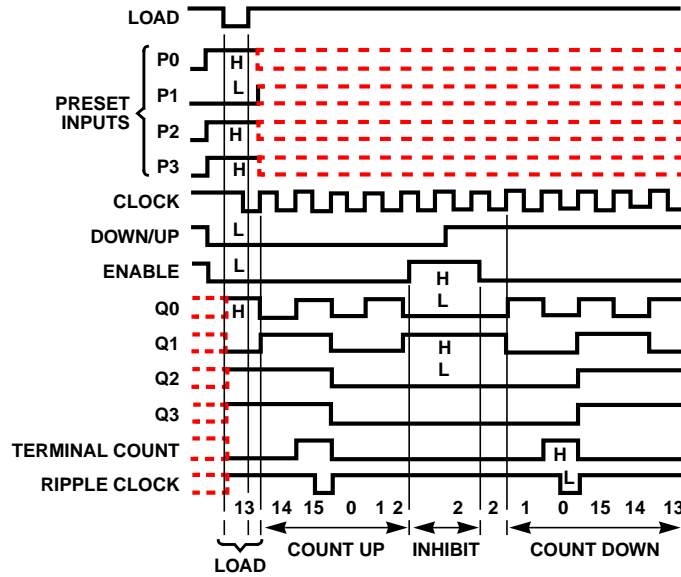 LOAD
P0 H
P1 L
PRESET
INPUTS
P2 H
P3 H
CLOCK
DOWN/UP L
ENABLE L H
Q0 H L
Q1 H
Q2 L
Q3
TERMINAL COUNT H
RIPPLE CLOCK L
13 14 15 0 1 2 2 2 1 0 15 14 13
COUNT UP INHIBIT COUNT DOWN
LOAD